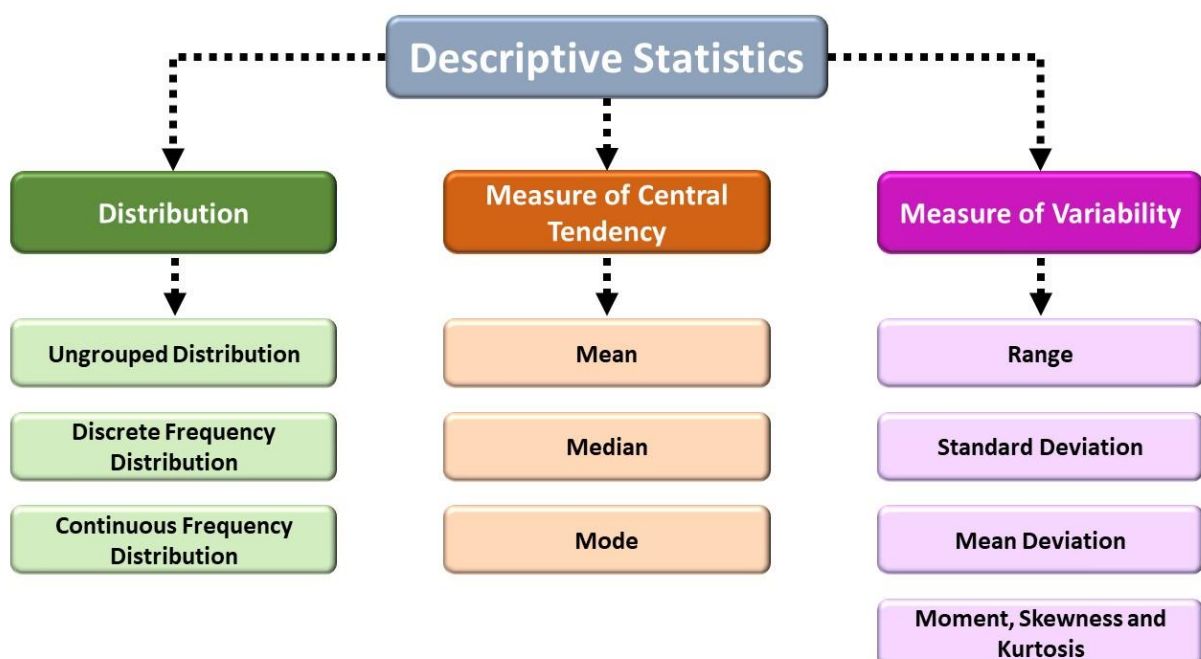 Descriptive Statistics
Distribution
Ungrouped Distribution
Discrete Frequency
Distribution
Continuous Frequency
Distribution
Measure of Central
Tendency
Mean
Median
Mode
Measure of Variability
Range
Standard Deviation
Mean Deviation
Moment, Skewness and
Kurtosis